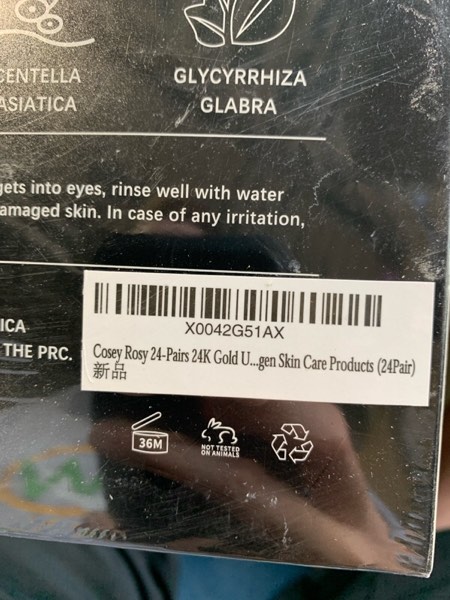 CENTELLA
ASIATICA
GLYCYRRHIZA
GLABRA
gets into eyes, rinse well with water
amaged skin. In case of any irritation,
ICA
THE PRC.
X0042G51AX
Cosey Rosy 24-Pairs 24K Gold U...gen Skin Care Products (24Pair)
新品
36M
NOT TESTED
ON ANIMALS